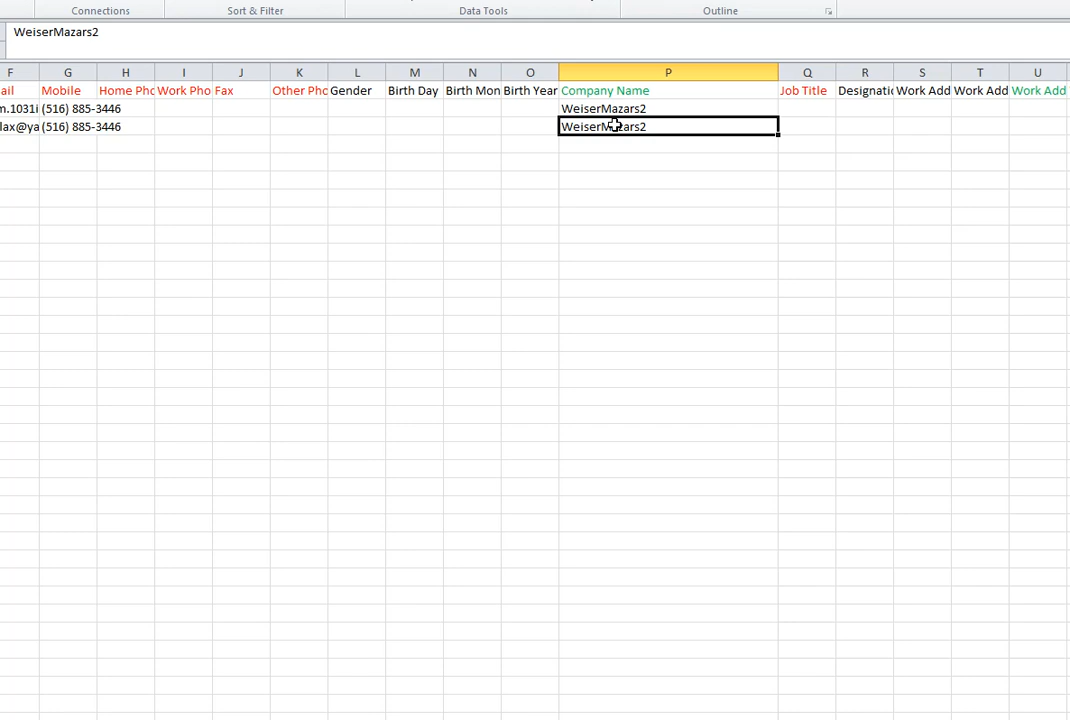 Connections Sort & Filter Data Tools Outline
WeiserMazars2
F G H I J K L M N O P Q R S T U
ail Mobile Home Pho Work Pho Fax Other Pho Gender Birth Day Birth Mon Birth Year Company Name Job Title Designatio Work Add Work Add Work Add
m.1031i (516) 885-3446 WeiserMazars2
lax@ya (516) 885-3446 WeiserMazars2